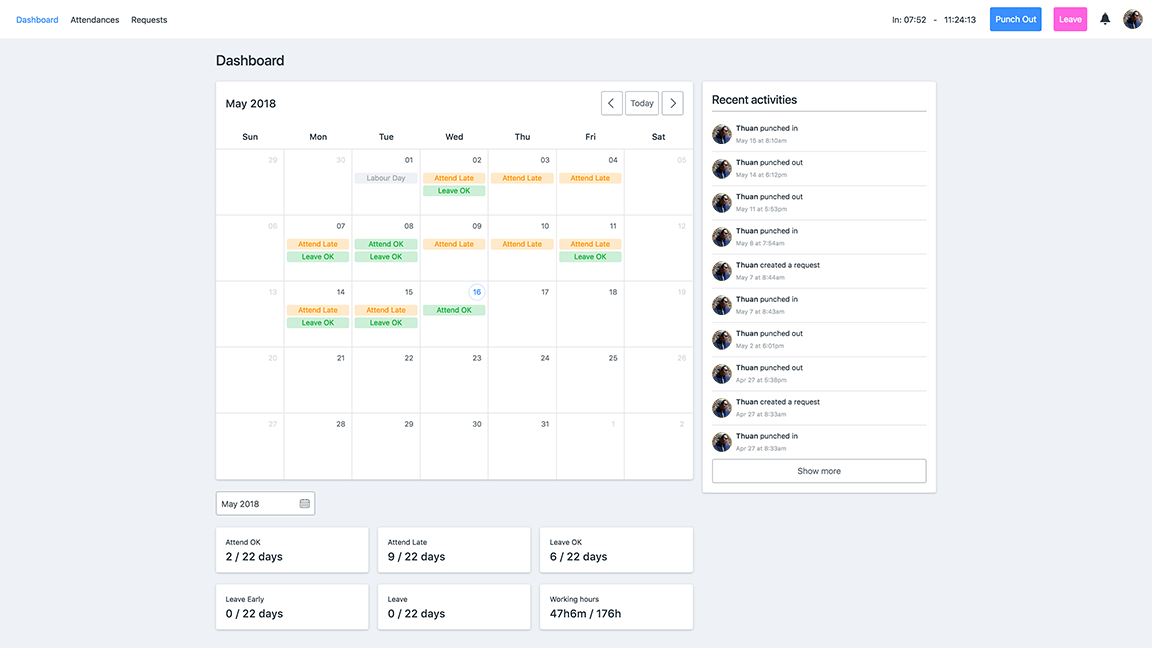 Dashboard Attendances Requests In: 07:52 - 11:24:13 Punch Out Leave
Dashboard
May 2018 Today
Sun Mon Tue Wed Thu Fri Sat
29 30 01 02 03 04 05
Labour Day Attend Late Attend Late Attend Late
Leave OK
06 07 08 09 10 11 12
Attend Late Attend OK Attend Late Attend Late Attend Late
Leave OK Leave OK Leave OK
13 14 15 16 17 18 19
Attend Late Attend Late Attend OK
Leave OK Leave OK
20 21 22 23 24 25 26
27 28 29 30 31 1 2
Recent activities
Thuan punched in
May 15 at 8:10am
Thuan punched out
May 14 at 6:12pm
Thuan punched out
May 11 at 5:53pm
Thuan punched in
May 8 at 7:54am
Thuan created a request
May 7 at 8:44am
Thuan punched in
May 7 at 8:43am
Thuan punched out
May 2 at 6:01pm
Thuan punched out
Apr 27 at 5:38pm
Thuan created a request
Apr 27 at 8:33am
Thuan punched in
Apr 27 at 8:33am
Show more
May 2018
Attend OK Attend Late Leave OK
2 / 22 days 9 / 22 days 6 / 22 days
Leave Early Leave Working hours
0 / 22 days 0 / 22 days 47h6m / 176h